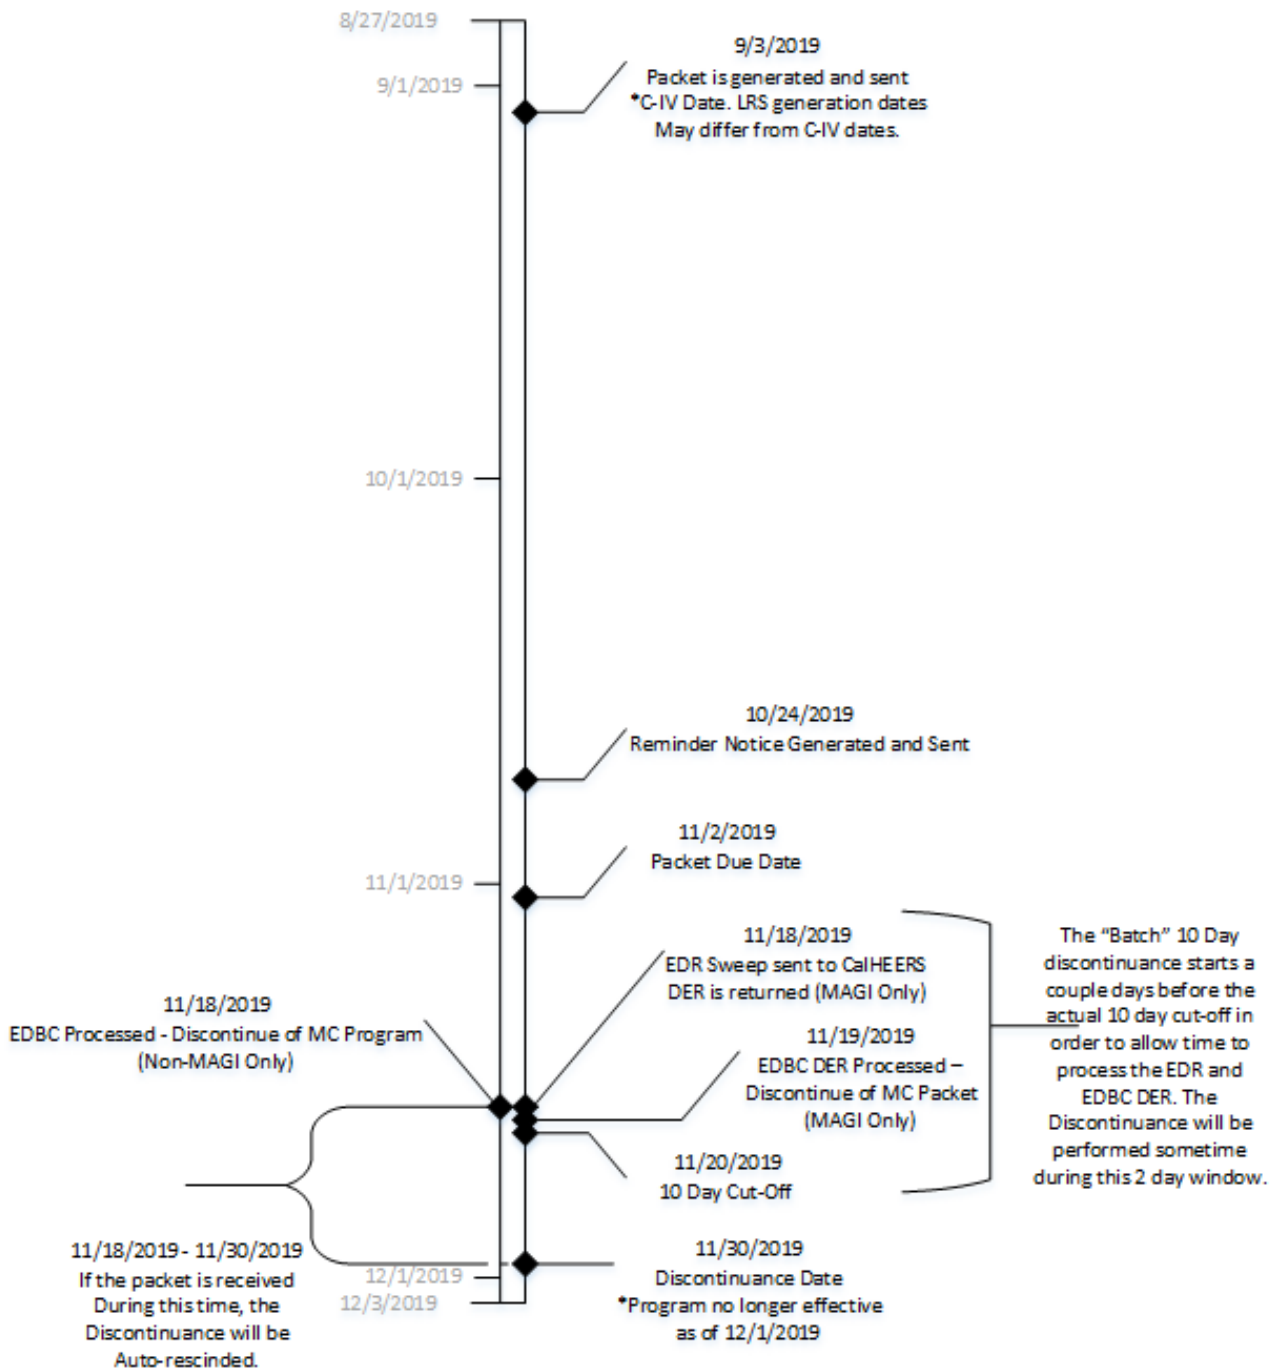 8/27/2019
9/3/2019
Packet is generated and sent
*C-IV Date. LRS generation dates
May differ from C-IV dates.
9/1/2019
10/1/2019
10/24/2019
Reminder Notice Generated and Sent
11/2/2019
Packet Due Date
11/1/2019
11/18/2019
EDR Sweep sent to CalHEERS
DER is returned (MAGI Only)
The “Batch” 10 Day
discontinuance starts a
couple days before the
actual 10 day cut-off in
order to allow time to
process the EDR and
EDBC DER. The
Discontinuance will be
performed sometime
during this 2 day window.
11/18/2019
EDBC Processed - Discontinue of MC Program
(Non-MAGI Only)
11/19/2019
EDBC DER Processed –
Discontinue of MC Packet
(MAGI Only)
11/20/2019
10 Day Cut-Off
11/18/2019 - 11/30/2019
If the packet is received
During this time, the
Discontinuance will be
Auto-rescinded.
12/1/2019
12/3/2019
11/30/2019
Discontinuance Date
*Program no longer effective
as of 12/1/2019